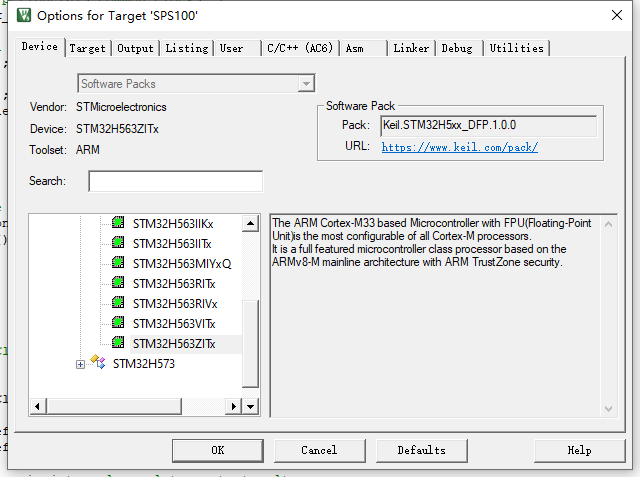 Options for Target 'SPS100'
Device Target Output Listing User C/C++ (AC6) Asm Linker Debug Utilities
Software Packs
Software Pack
Vendor: STMicroelectronics
Device: STM32H563ZITx
Toolset: ARM
Pack: Keil.STM32H5xx_DFP.1.0.0
URL: https://www.keil.com/pack/
Search:
STM32H563IIKx
STM32H563IITx
STM32H563MIYxQ
STM32H563RITx
STM32H563RIVx
STM32H563VITx
STM32H563ZITx
STM32H573
The ARM Cortex-M33 based Microcontroller with FPU(Floating-Point
Unit)is the most configurable of all Cortex-M processors.
It is a full featured microcontroller class processor based on the
ARMv8-M mainline architecture with ARM TrustZone security.
OK Cancel Defaults Help